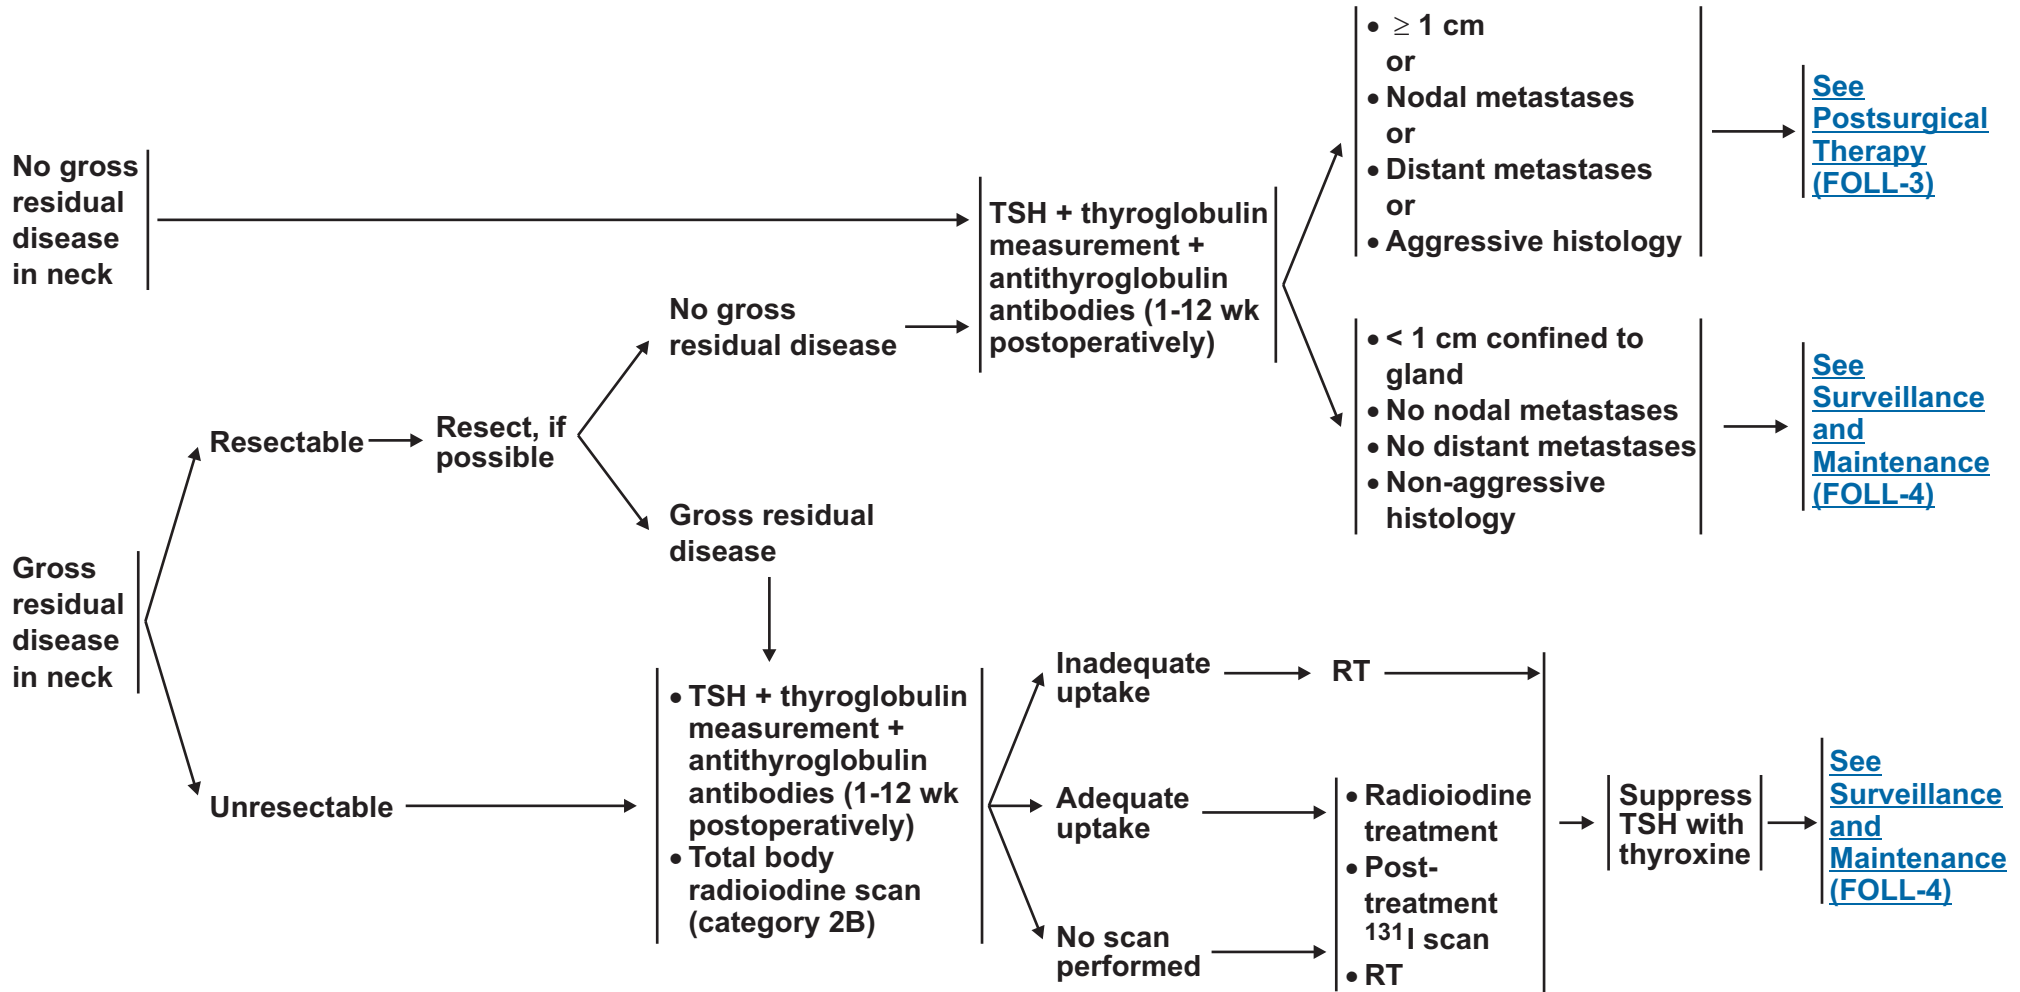 No gross
residual
disease
in neck
Gross
residual
disease
in neck
Resectable
Unresectable
Resect, if
possible
No gross
residual disease
Gross residual
disease
TSH + thyroglobulin
measurement +
antithyroglobulin
antibodies (1-12 wk
postoperatively)
• ≥ 1 cm
or
• Nodal metastases
or
• Distant metastases
or
• Aggressive histology
See
Postsurgical
Therapy
(FOLL-3)
• < 1 cm confined to
gland
• No nodal metastases
• No distant metastases
• Non-aggressive
histology
See
Surveillance
and
Maintenance
(FOLL-4)
• TSH + thyroglobulin
measurement +
antithyroglobulin
antibodies (1-12 wk
postoperatively)
• Total body
radioiodine scan
(category 2B)
Inadequate
uptake
RT
Adequate
uptake
No scan
performed
• Radioiodine
treatment
• Post-
treatment
¹³¹I scan
• RT
Suppress
TSH with
thyroxine
See
Surveillance
and
Maintenance
(FOLL-4)